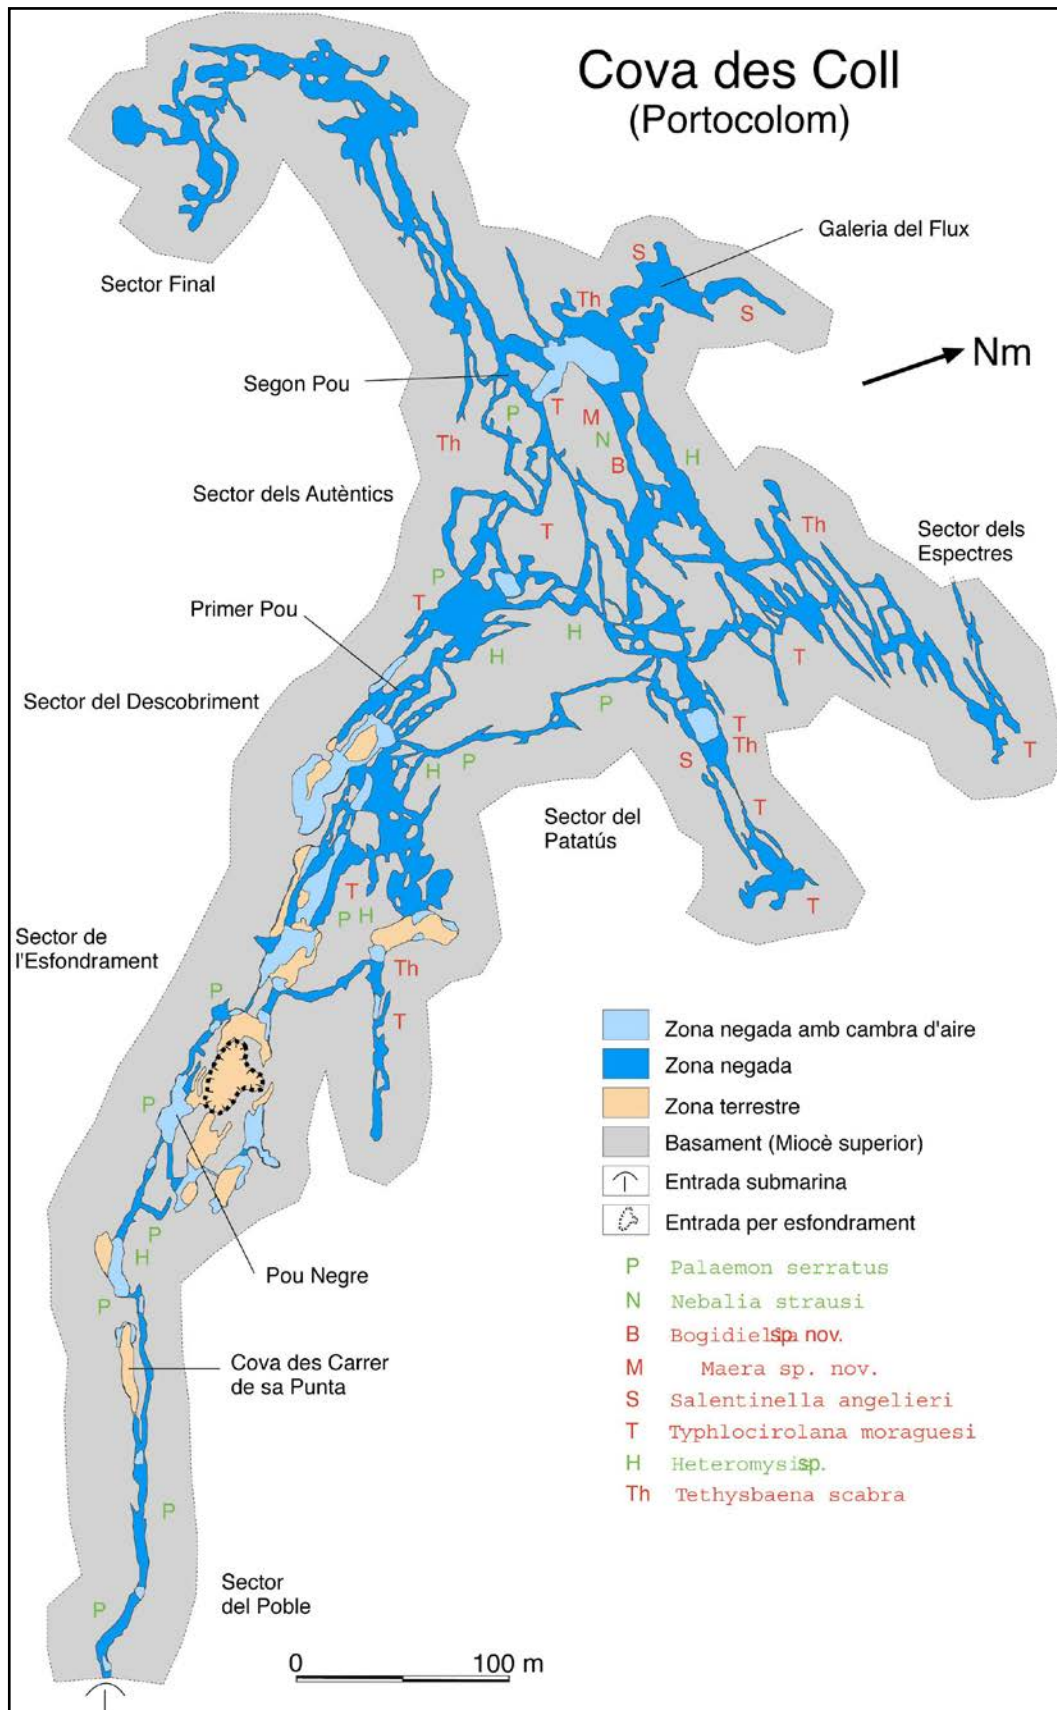 Cova des Coll
(Portocolom)
Galeria del Flux
S
Th
S
Sector Final
Nm
Segon Pou
P
T
M
N
B
Th
H
Sector dels Autèntics
T
Th
Sector dels
Espectres
P
T
Primer Pou
H
H
T
P
Sector del Descobriment
T
Th
S
T
H
P
T
Sector del
Patatús
T
T
P
H
Sector de
l'Esfondrament
Th
P
T
P
Zona negada amb cambra d'aire
Zona negada
Zona terrestre
Basament (Miocè superior)
Entrada submarina
Entrada per esfondrament
P
H
Pou Negre
P
P Palaemon serratus
N Nebalia strausi
B Bogidiella sp. nov.
M Maera sp. nov.
S Salentinella angelieri
T Typhlocirolana moraguesi
H Heteromysis sp.
Th Tethysbaena scabra
Cova des Carrer
de sa Punta
P
Sector
del Poble
P
0 100 m